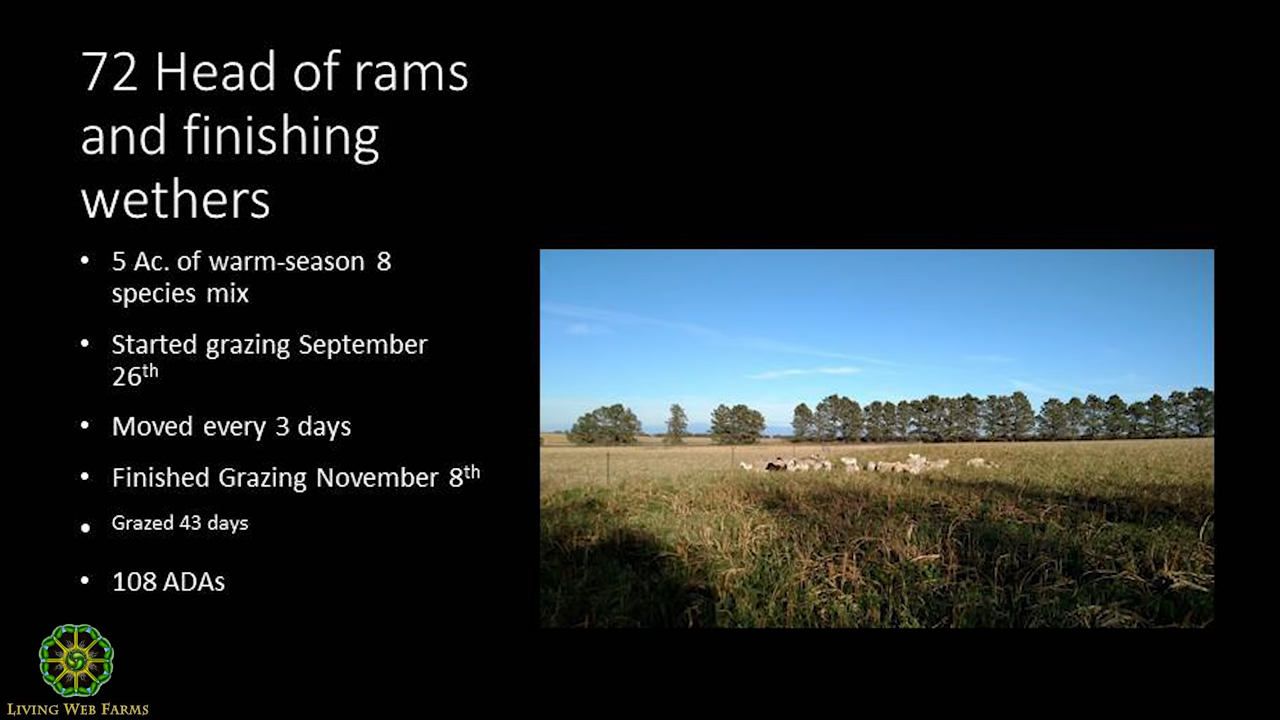 72 Head of rams
and finishing
wethers
• 5 Ac. of warm-season 8
species mix
• Started grazing September
26th
• Moved every 3 days
• Finished Grazing November 8th
• Grazed 43 days
• 108 ADAs
LIVING WEB FARMS